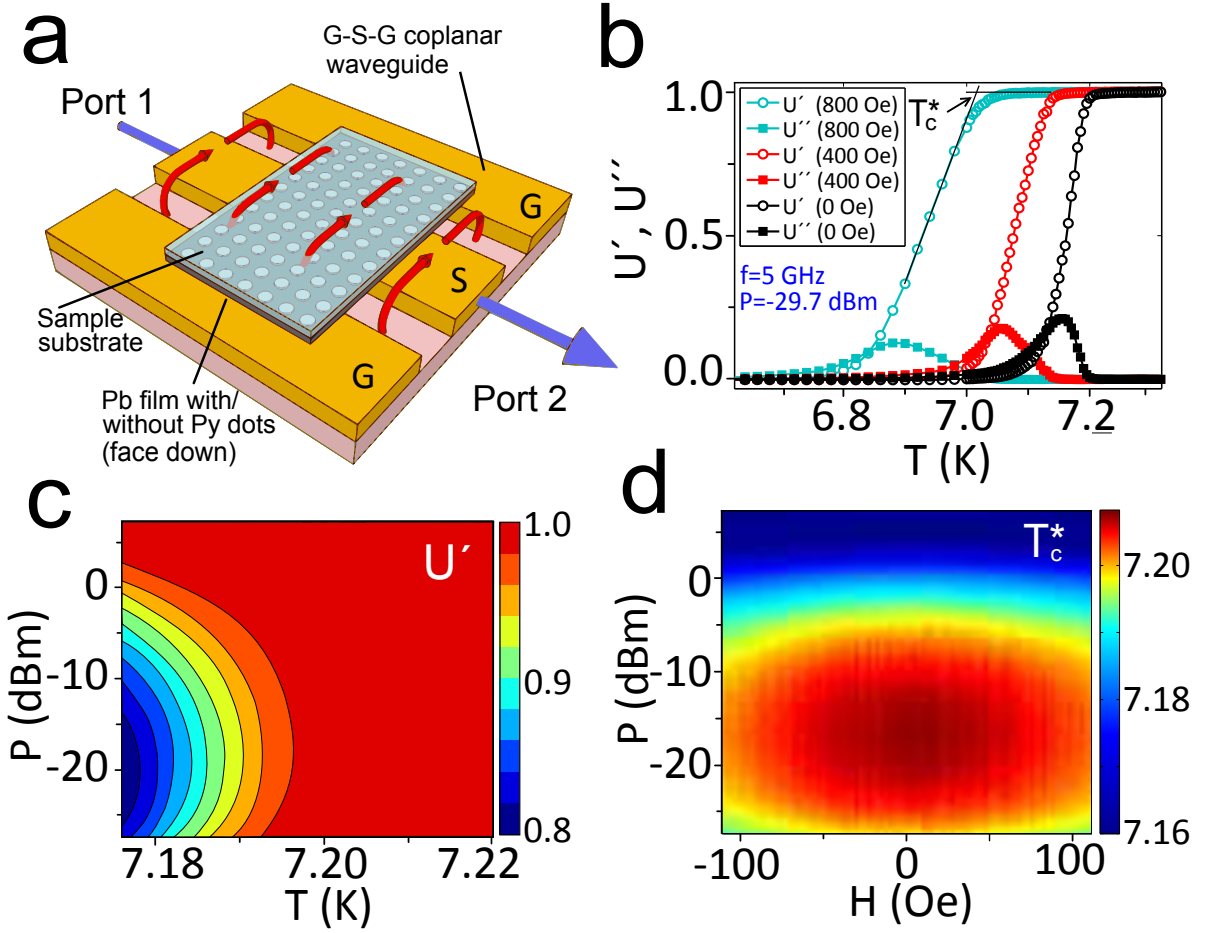 a
G-S-G coplanar
waveguide
Port 1
G
S
G
Sample
substrate
Pb film with/
without Py dots
(face down)
Port 2
b
U´, U´´
1.0
0.5
0.0
T*c
U´ (800 Oe)
U´´ (800 Oe)
U´ (400 Oe)
U´´ (400 Oe)
U´ (0 Oe)
U´´ (0 Oe)
f=5 GHz
P=-29.7 dBm
6.8 7.0 7.2
T (K)
c
U´
P (dBm)
0
-10
-20
7.18 7.20 7.22
T (K)
1.0
0.9
0.8
d
T*c
P (dBm)
0
-10
-20
-100 0 100
H (Oe)
7.20
7.18
7.16